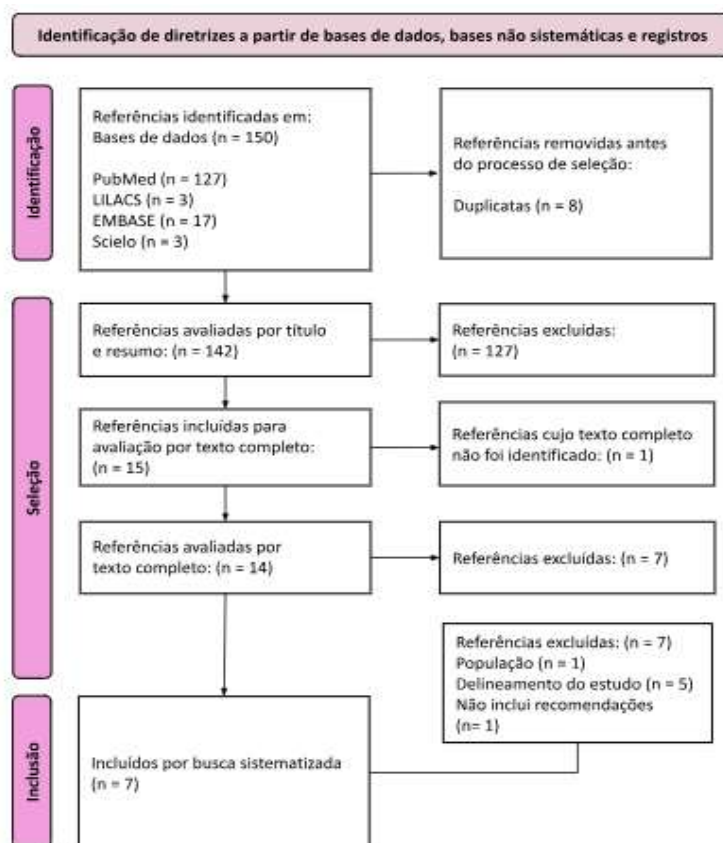 Identificação de diretrizes a partir de bases de dados, bases não sistemáticas e registros
Identificação
Referências identificadas em:
Bases de dados (n = 150)
PubMed (n = 127)
LILACS (n = 3)
EMBASE (n = 17)
Scielo (n = 3)
Referências removidas antes
do processo de seleção:
Duplicatas (n = 8)
Seleção
Referências avaliadas por título
e resumo: (n = 142)
Referências excluídas:
(n = 127)
Referências incluídas para
avaliação por texto completo:
(n = 15)
Referências cujo texto completo
não foi identificado: (n = 1)
Referências avaliadas por
texto completo: (n = 14)
Referências excluídas: (n = 7)
Referências excluídas: (n = 7)
População (n = 1)
Delineamento do estudo (n = 5)
Não inclui recomendações
(n= 1)
Inclusão
Incluídos por busca sistematizada
(n = 7)